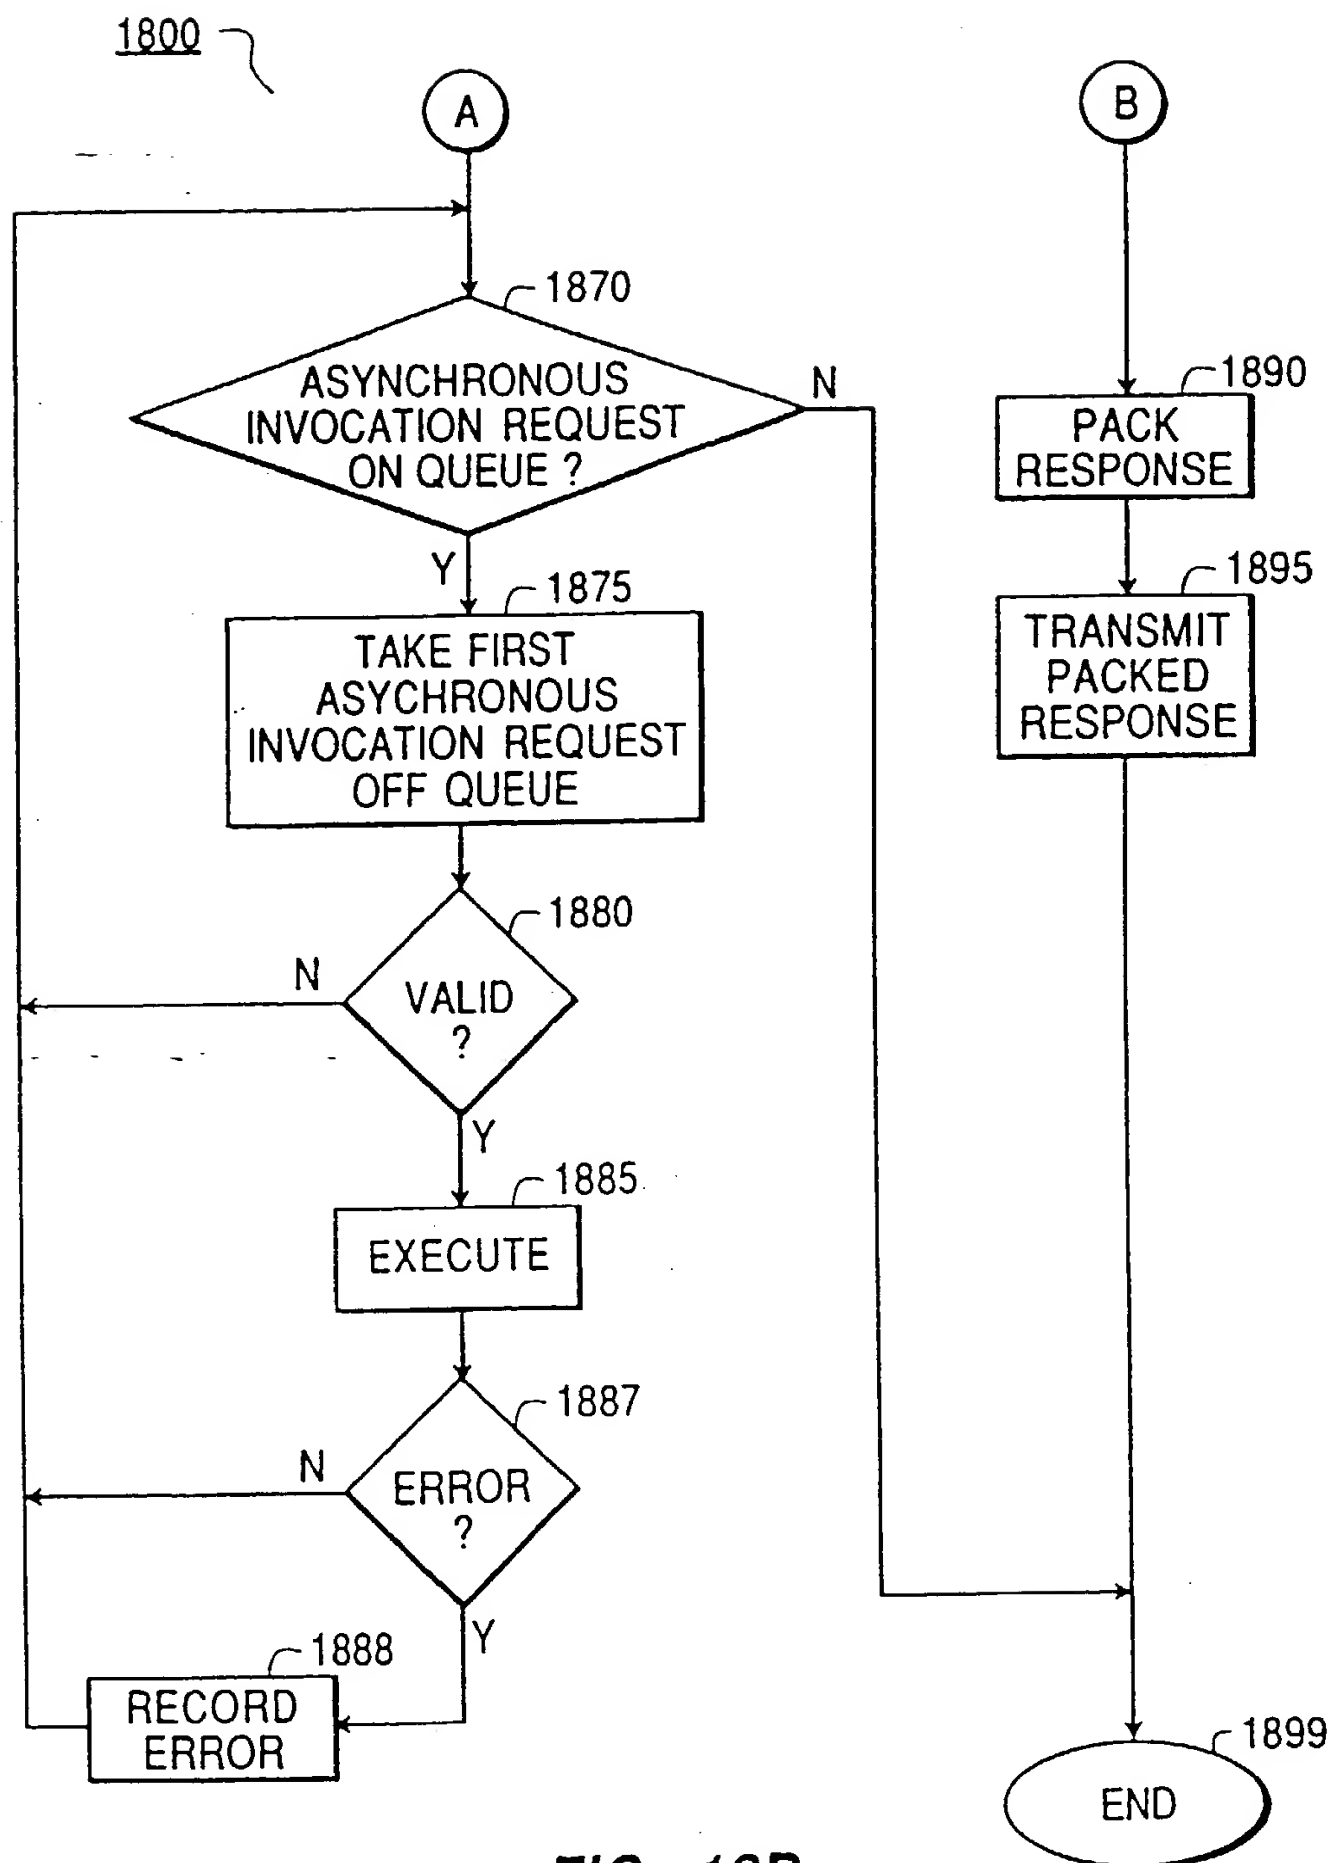 1800
A
B
1870
ASYNCHRONOUS
INVOCATION REQUEST
ON QUEUE ?
N
1890
PACK
RESPONSE
Y
1875
TAKE FIRST
ASYCHRONOUS
INVOCATION REQUEST
OFF QUEUE
1895
TRANSMIT
PACKED
RESPONSE
1880
N
VALID
?
Y
1885
EXECUTE
1887
N
ERROR
?
Y
1888
RECORD
ERROR
1899
END